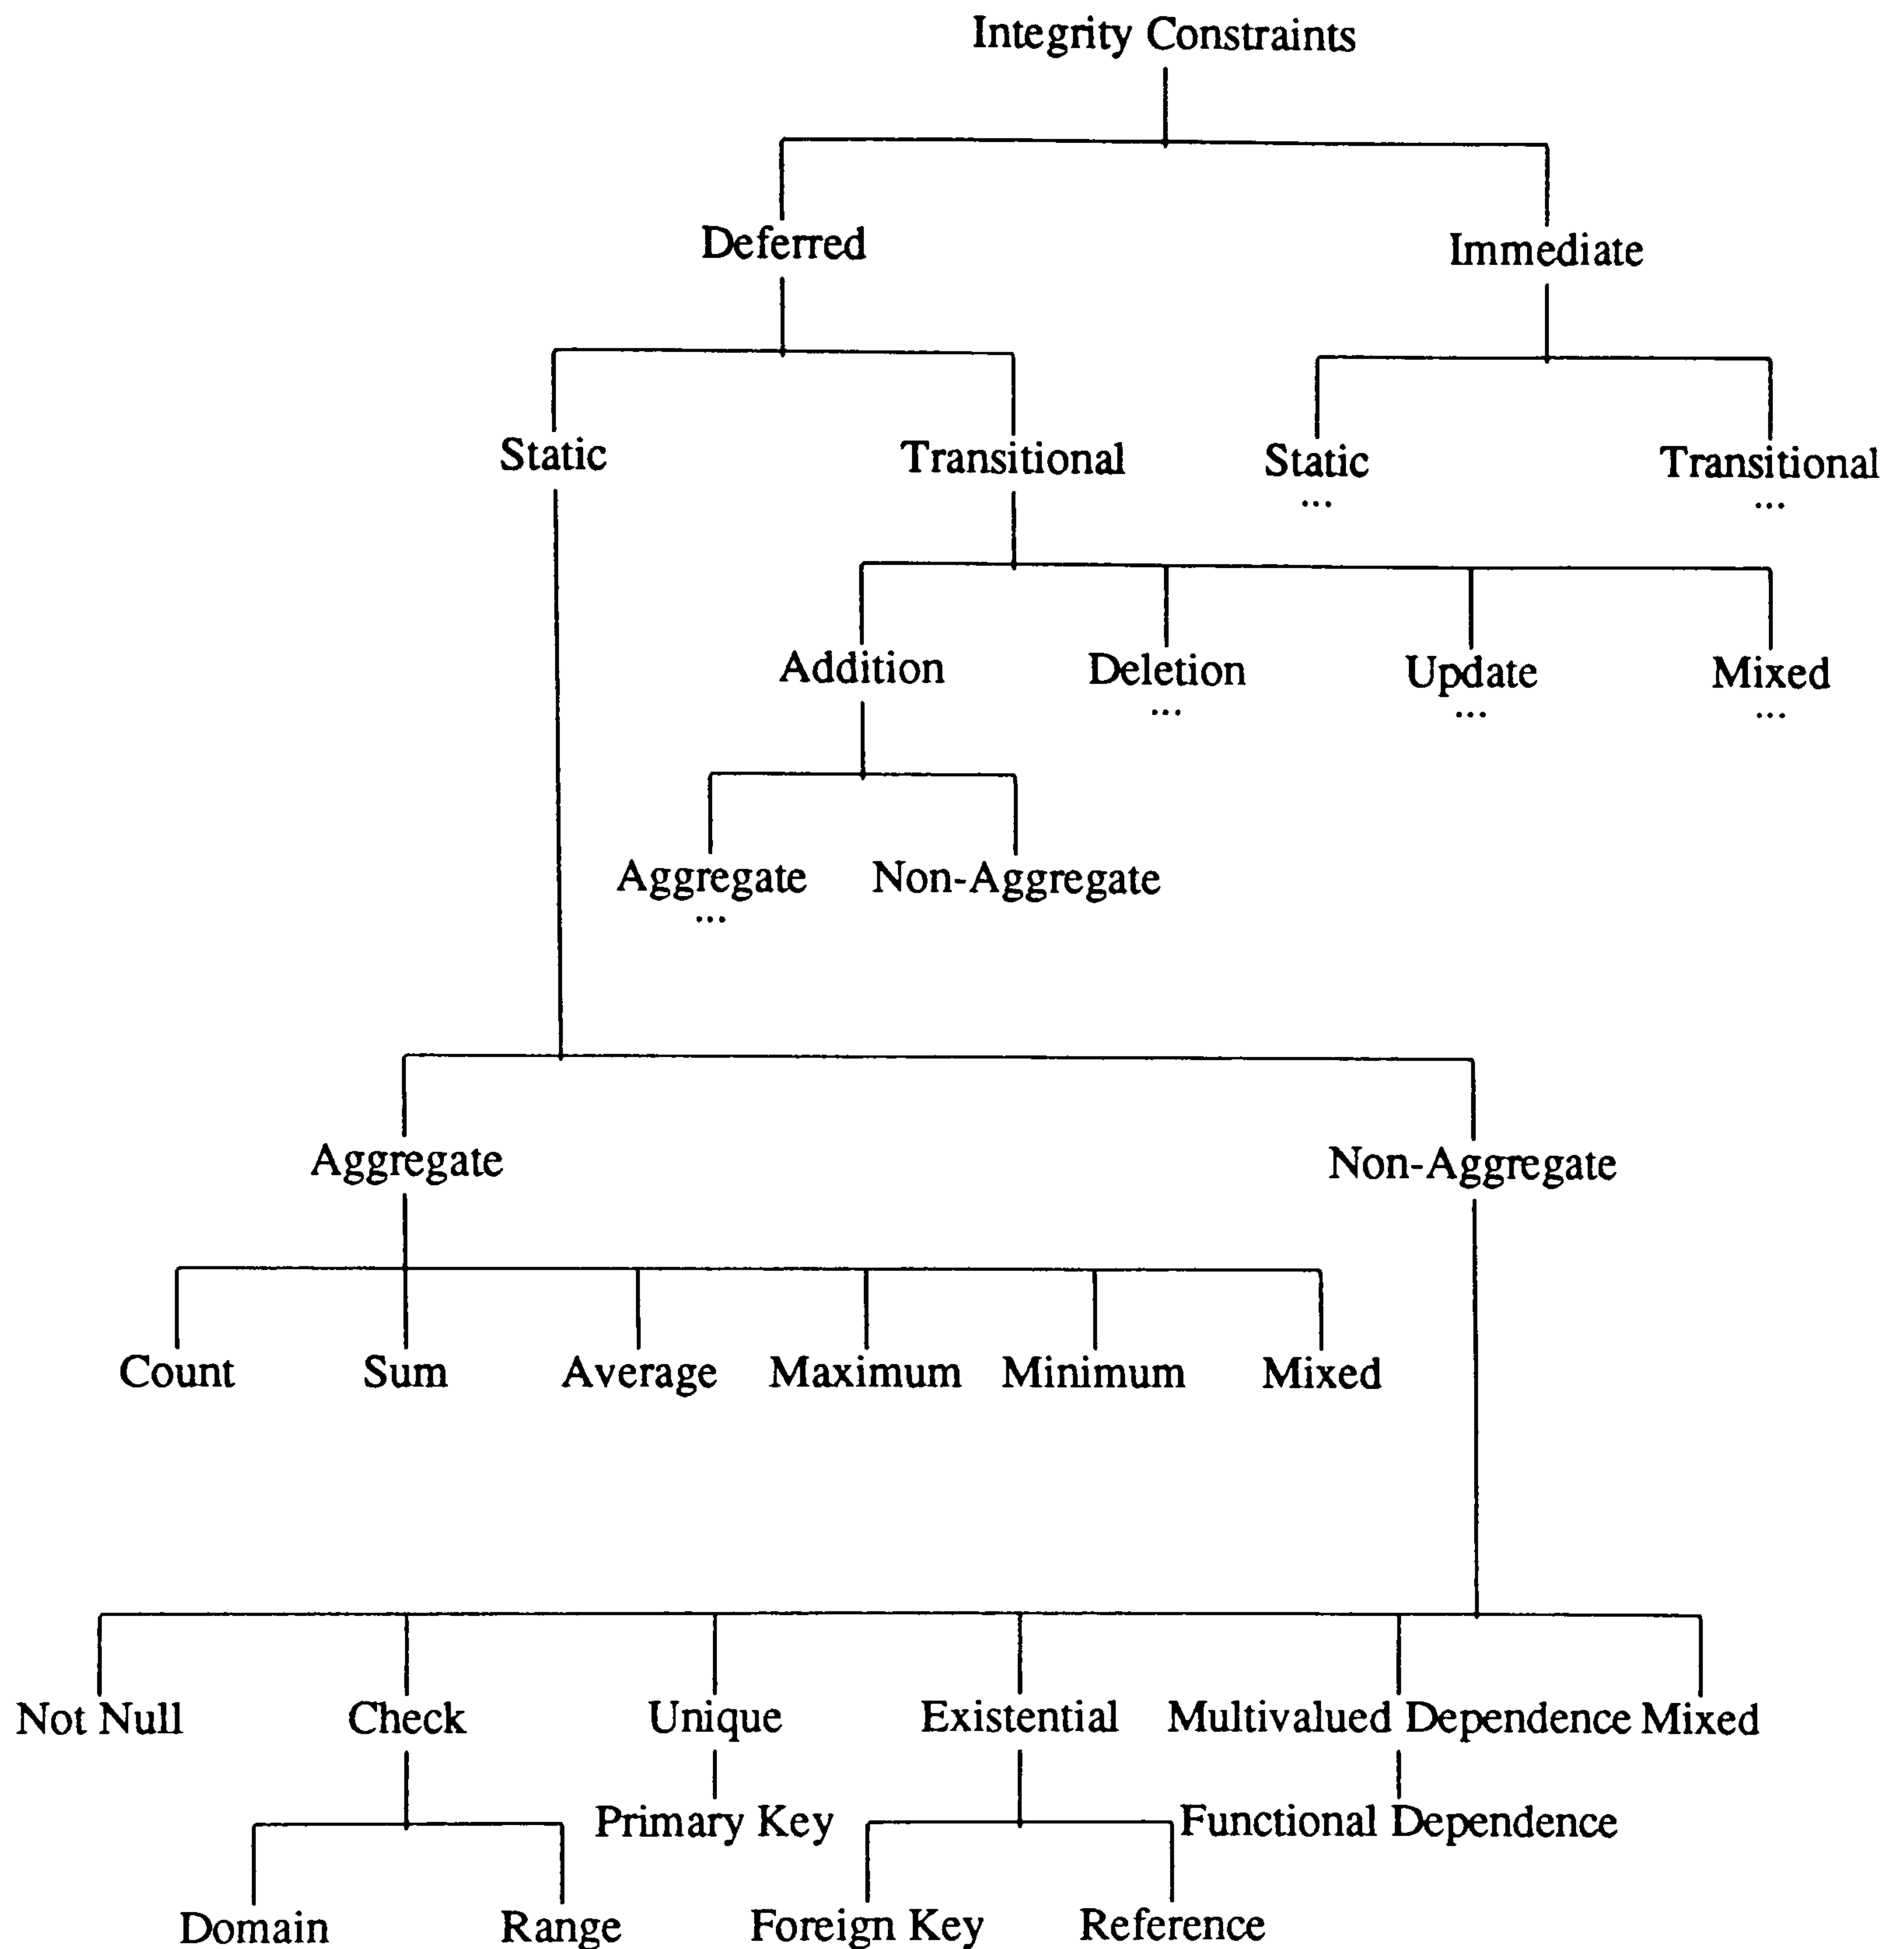 Integrity Constraints
Deferred Immediate
Static Transitional Static Transitional
... ...
Addition Deletion Update Mixed
... ... ...
Aggregate Non-Aggregate
...
Aggregate Non-Aggregate
Count Sum Average Maximum Minimum Mixed
Not Null Check Unique Existential Multivalued Dependence Mixed
Primary Key Functional Dependence
Domain Range Foreign Key Reference